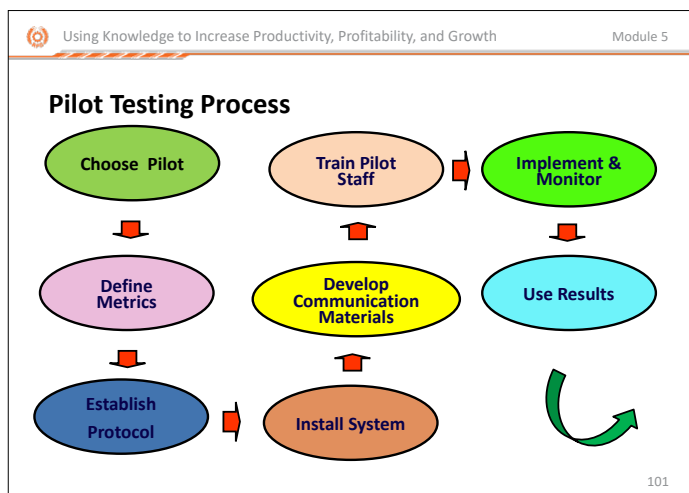 Using Knowledge to Increase Productivity, Profitability, and Growth
Module 5
Pilot Testing Process
Choose Pilot
Define
Metrics
Establish
Protocol
Install System
Develop
Communication
Materials
Train Pilot
Staff
Implement &
Monitor
Use Results
101